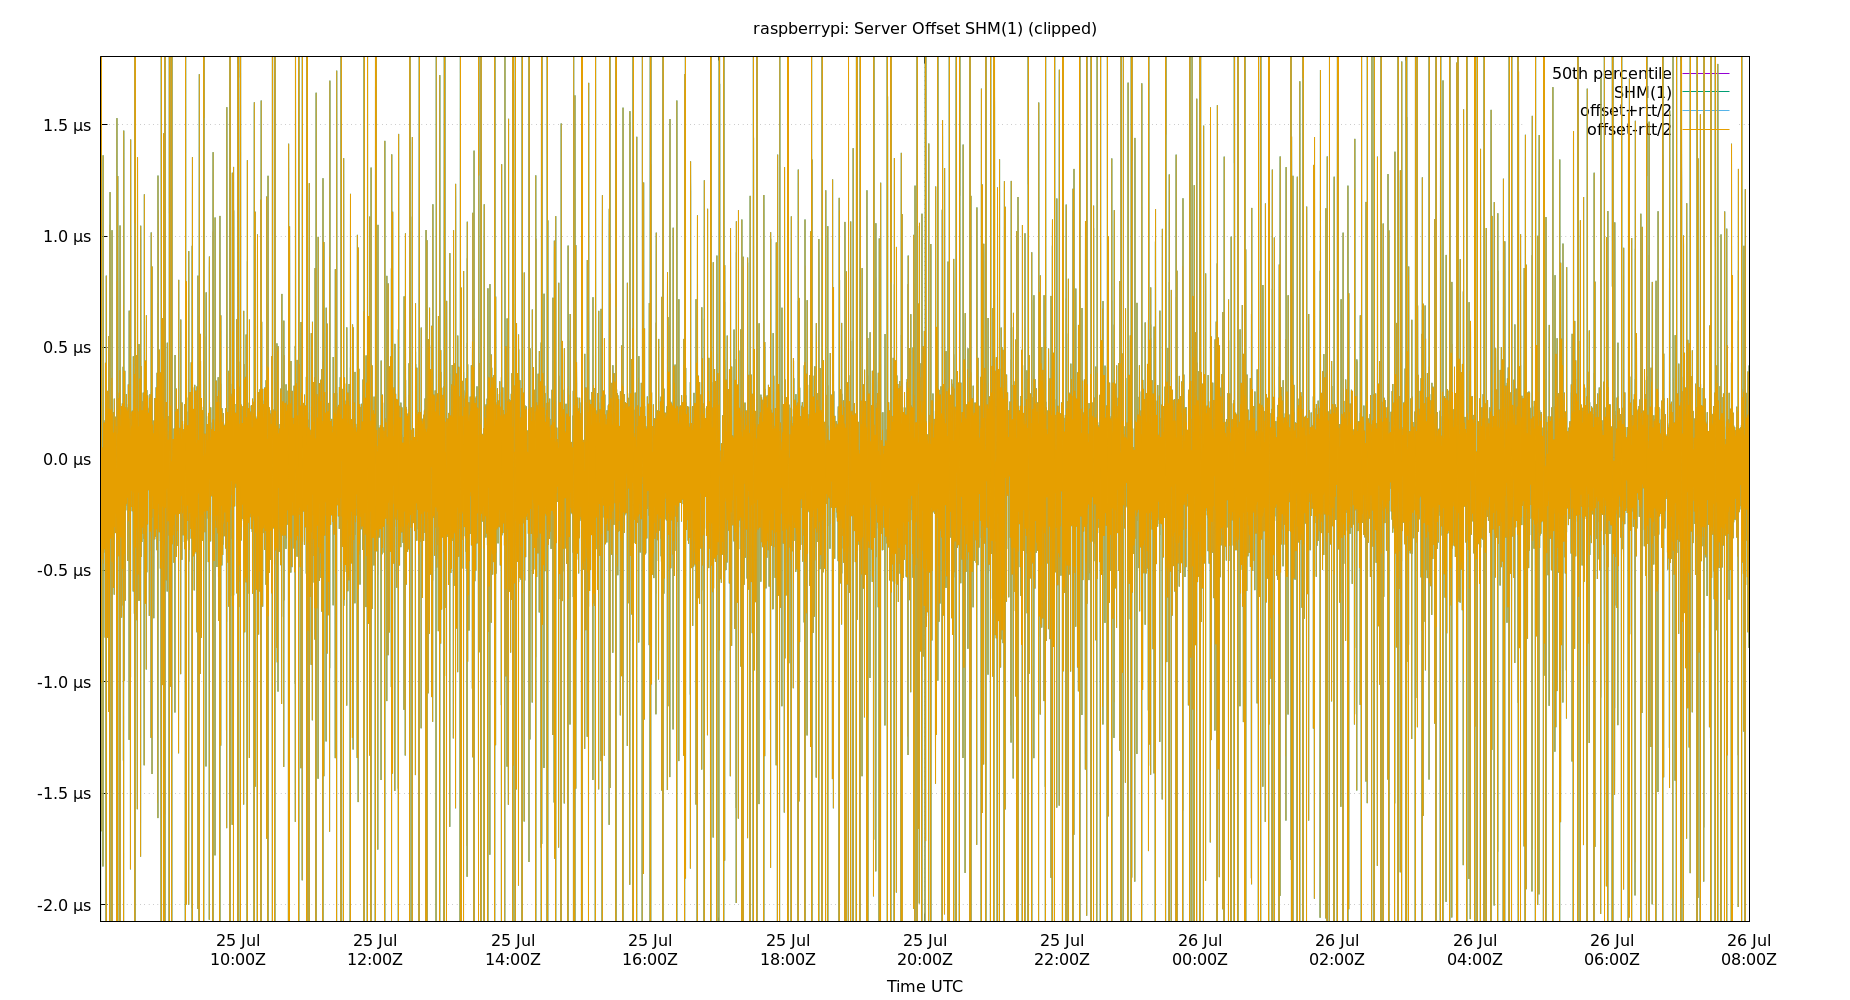 raspberrypi: Server Offset SHM(1) (clipped)
50th percentile
SHM(1)
offset+rtt/2
offset-rtt/2
1.5 µs
1.0 µs
0.5 µs
0.0 µs
-0.5 µs
-1.0 µs
-1.5 µs
-2.0 µs
25 Jul 25 Jul 25 Jul 25 Jul 25 Jul 25 Jul 25 Jul 26 Jul 26 Jul 26 Jul 26 Jul 26 Jul
10:00Z 12:00Z 14:00Z 16:00Z 18:00Z 20:00Z 22:00Z 00:00Z 02:00Z 04:00Z 06:00Z 08:00Z
Time UTC